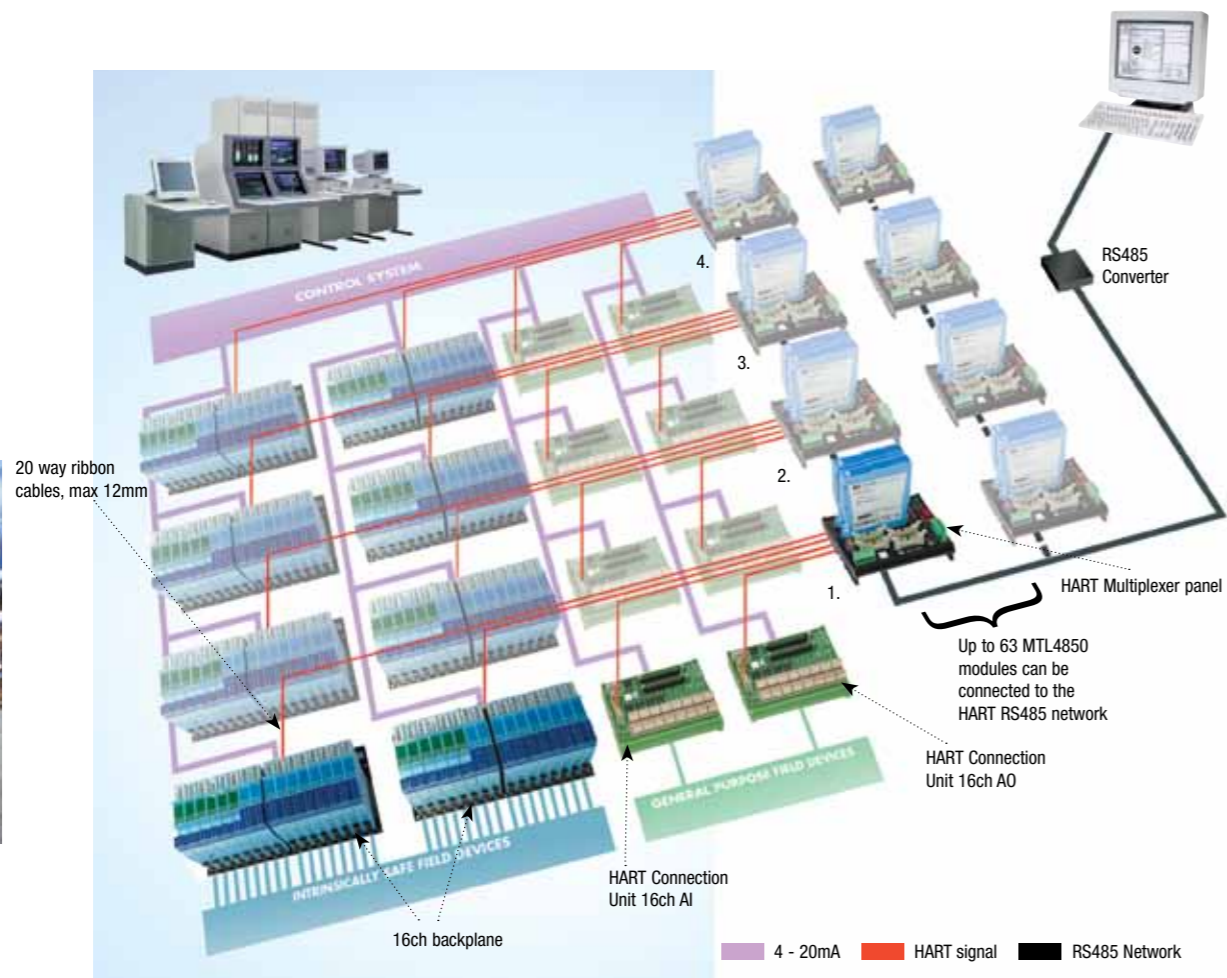 CONTROL SYSTEM
4.
3.
2.
1.
RS485
Converter
20 way ribbon
cables, max 12mm
HART Multiplexer panel
Up to 63 MTL4850
modules can be
connected to the
HART RS485 network
HART Connection
Unit 16ch AO
GENERAL PURPOSE FIELD DEVICES
INTRINSICALLY SAFE FIELD DEVICES
HART Connection
Unit 16ch AI
16ch backplane
4 - 20mA
HART signal
RS485 Network